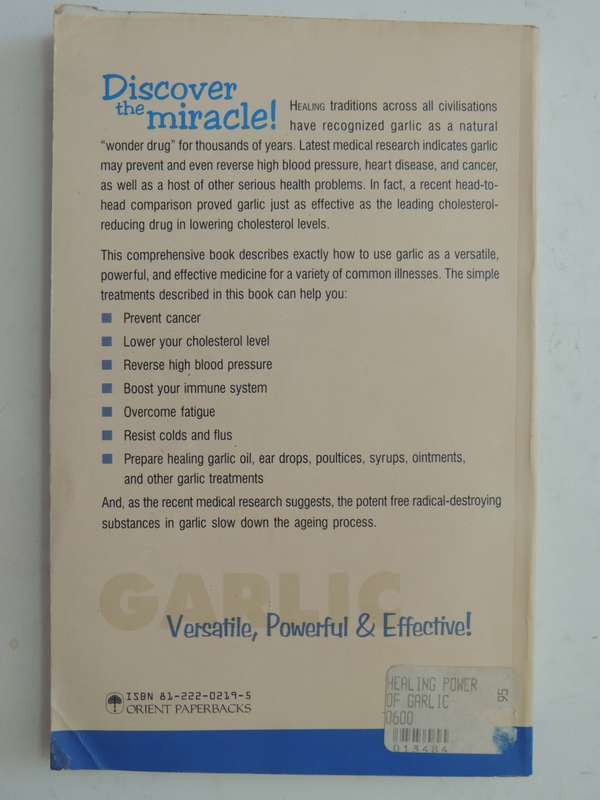 Discover
the
miracle!
HEALING traditions across all civilisations
have recognized garlic as a natural
“wonder drug” for thousands of years. Latest medical research indicates garlic
may prevent and even reverse high blood pressure, heart disease, and cancer,
as well as a host of other serious health problems. In fact, a recent head-to-
head comparison proved garlic just as effective as the leading cholesterol-
reducing drug in lowering cholesterol levels.
This comprehensive book describes exactly how to use garlic as a versatile,
powerful, and effective medicine for a variety of common illnesses. The simple
treatments described in this book can help you:
Prevent cancer
Lower your cholesterol level
Reverse high blood pressure
Boost your immune system
Overcome fatigue
Resist colds and flus
Prepare healing garlic oil, ear drops, poultices, syrups, ointments,
and other garlic treatments
And, as the recent medical research suggests, the potent free radical-destroying
substances in garlic slow down the ageing process.
GARLIC
Versatile, Powerful & Effective!
ISBN 81-222-0219-5
ORIENT PAPERBACKS
HEALING POWER
OF GARLIC
0600
95
013484